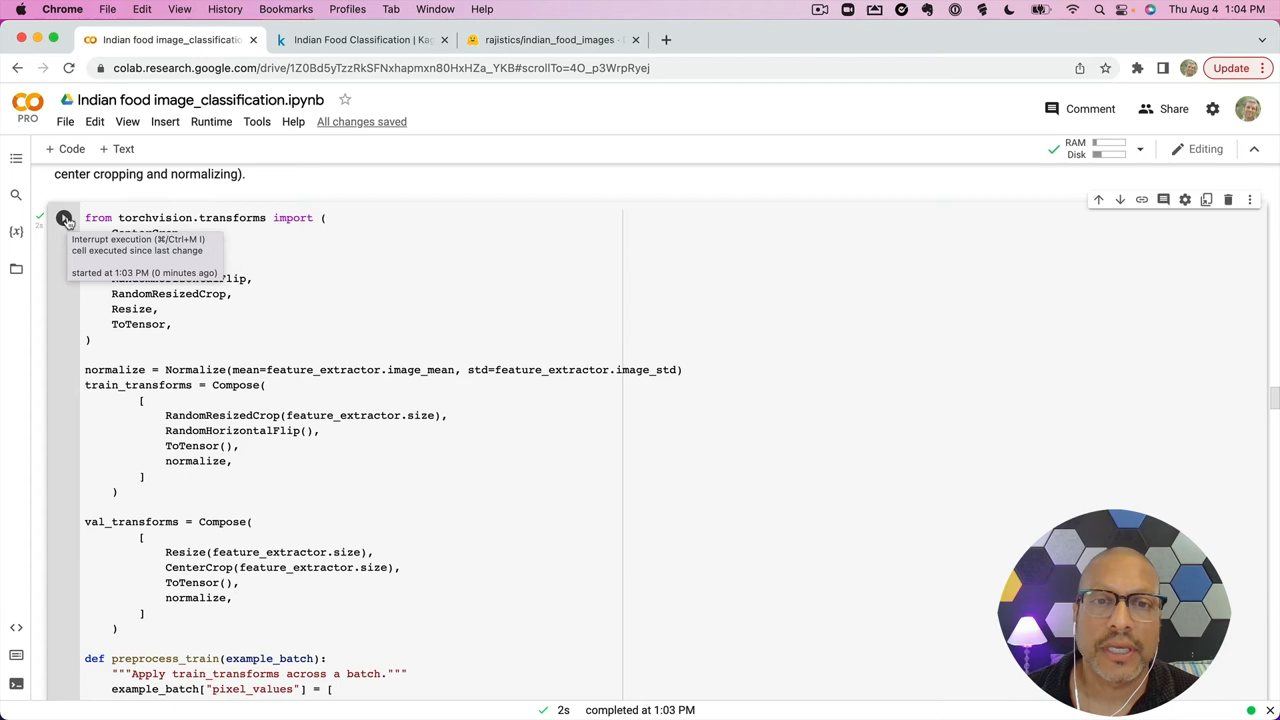 Chrome File Edit View History Bookmarks Profiles Tab Window Help Thu Aug 4 1:04 PM
Indian food image_classificatio
Indian Food Classification | Kag
rajistics/indian_food_images ·
colab.research.google.com/drive/1Z0Bd5yTzzRkSFNxhapmxn80HxHZa_YKB#scrollTo=4O_p3WrpRyej
Update
PRO
Indian food image_classification.ipynb
File Edit View Insert Runtime Tools Help All changes saved
Comment
Share
+ Code + Text
RAM
Disk
Editing
center cropping and normalizing).
2s
from torchvision.transforms import (
Interrupt execution (⌘/Ctrl+M I)
cell executed since last change
started at 1:03 PM (0 minutes ago)
RandomResizedCrop,
Resize,
ToTensor,
)
normalize = Normalize(mean=feature_extractor.image_mean, std=feature_extractor.image_std)
train_transforms = Compose(
[
RandomResizedCrop(feature_extractor.size),
RandomHorizontalFlip(),
ToTensor(),
normalize,
]
)
val_transforms = Compose(
[
Resize(feature_extractor.size),
CenterCrop(feature_extractor.size),
ToTensor(),
normalize,
]
)
def preprocess_train(example_batch):
"""Apply train_transforms across a batch."""
example_batch["pixel_values"] = [
2s completed at 1:03 PM